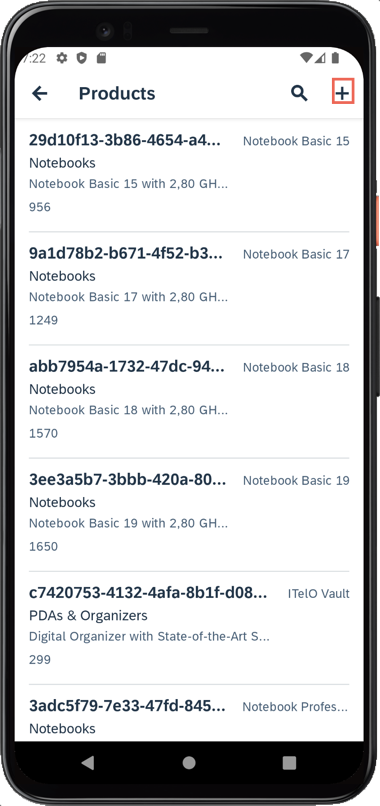 7:22
Products
29d10f13-3b86-4654-a4... Notebook Basic 15
Notebooks
Notebook Basic 15 with 2,80 GH...
956
9a1d78b2-b671-4f52-b3... Notebook Basic 17
Notebooks
Notebook Basic 17 with 2,80 GH...
1249
abb7954a-1732-47dc-94... Notebook Basic 18
Notebooks
Notebook Basic 18 with 2,80 GH...
1570
3ee3a5b7-3bbb-420a-80... Notebook Basic 19
Notebooks
Notebook Basic 19 with 2,80 GH...
1650
c7420753-4132-4afa-8b1f-d08... ITelO Vault
PDAs & Organizers
Digital Organizer with State-of-the-Art S...
299
3adc5f79-7e33-47fd-845... Notebook Profes...
Notebooks